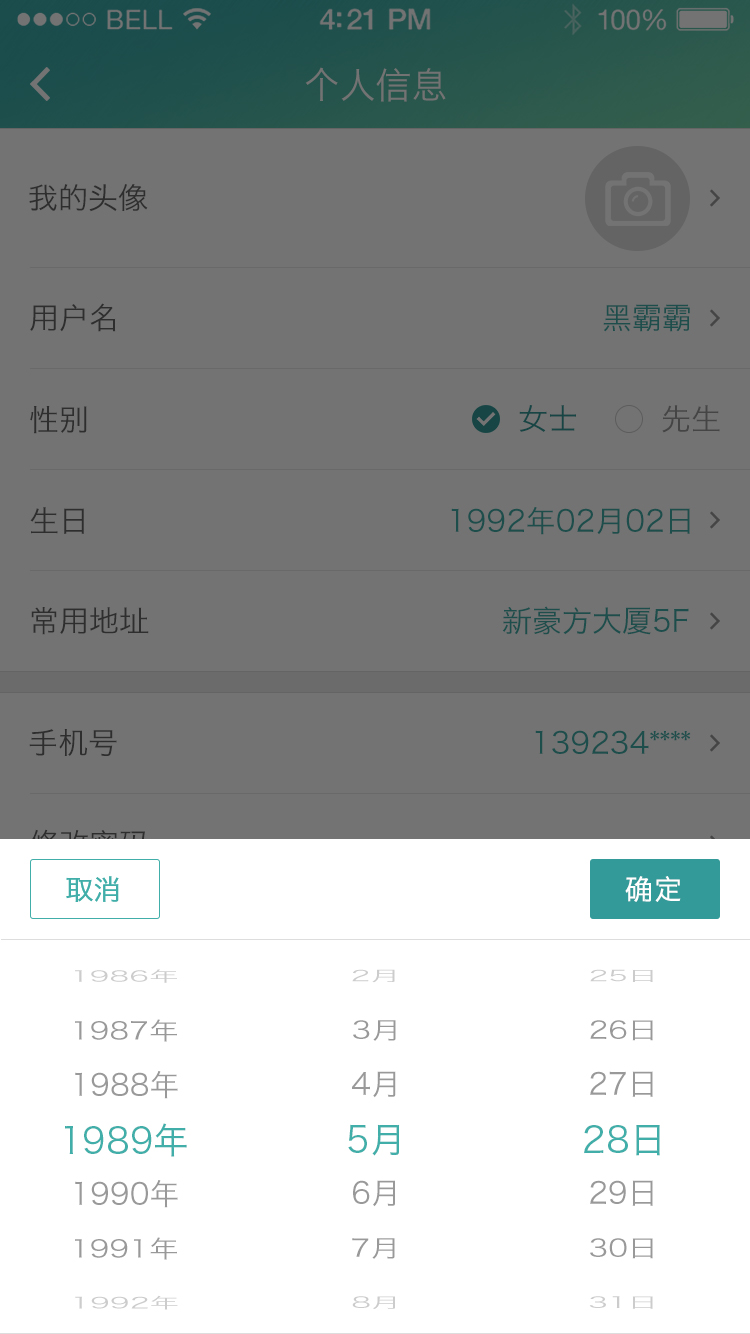 BELL 4:21 PM 100%
个人信息
我的头像
用户名 黑霸霸
性别 女士 先生
生日 1992年02月02日
常用地址 新豪方大厦5F
手机号 139234****
修改密码
取消 确定
1986年 2月 25日
1987年 3月 26日
1988年 4月 27日
1989年 5月 28日
1990年 6月 29日
1991年 7月 30日
1992年 8月 31日